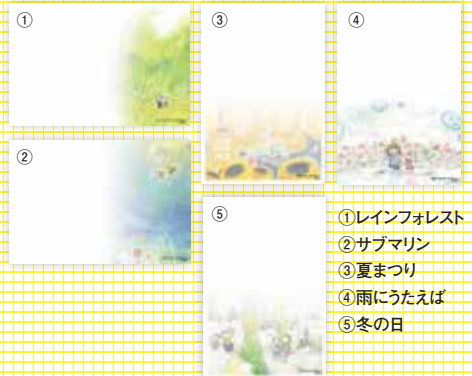 ①
③
④
②
⑤
①レインフォレスト
②サブマリン
③夏まつり
④雨にうたえば
⑤冬の日